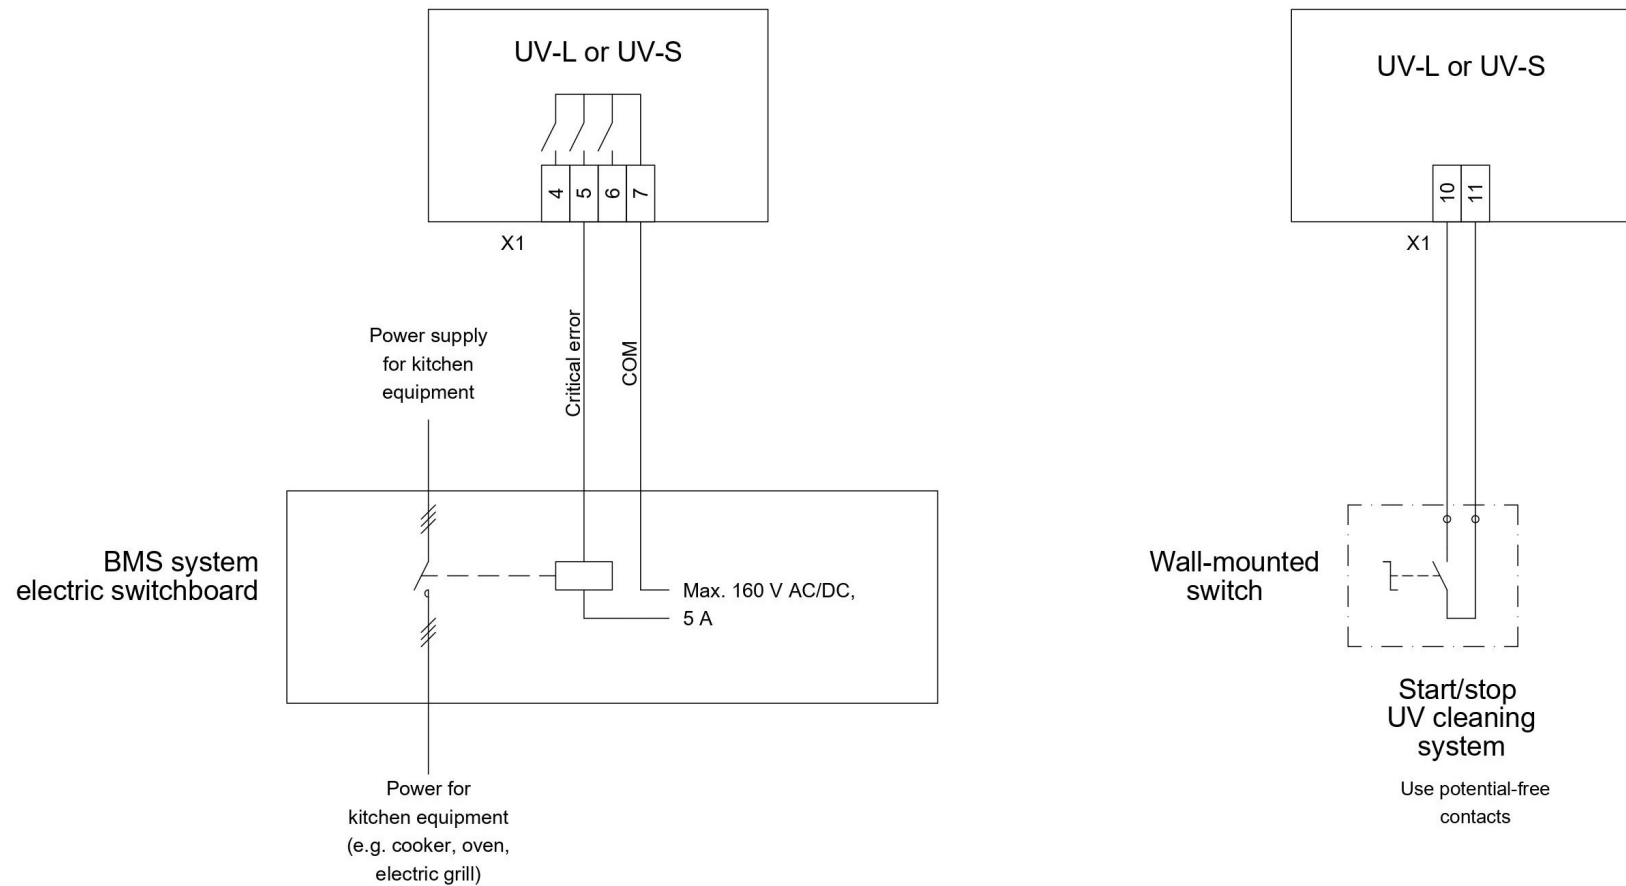 UV-L or UV-S
4
5
6
7
X1
Power supply
for kitchen
equipment
Critical error
COM
BMS system
electric switchboard
Max. 160 V AC/DC,
5 A
Power for
kitchen equipment
(e.g. cooker, oven,
electric grill)
UV-L or UV-S
10
11
X1
Wall-mounted
switch
Start/stop
UV cleaning
system
Use potential-free
contacts